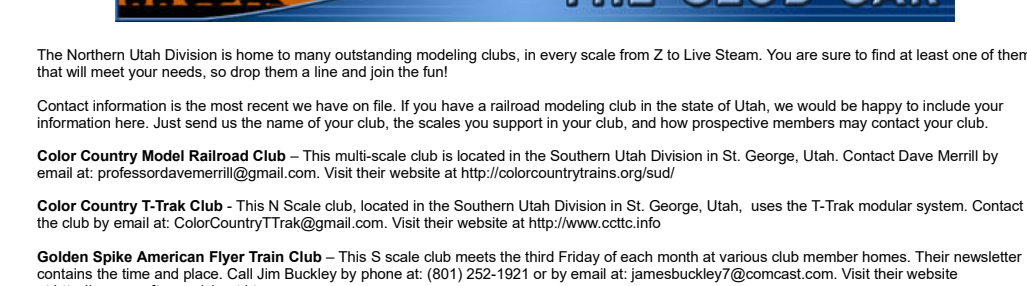 THE CLUB CAR
The Northern Utah Division is home to many outstanding modeling clubs, in every scale from Z to Live Steam. You are sure to find at least one of them
that will meet your needs, so drop them a line and join the fun!
Contact information is the most recent we have on file. If you have a railroad modeling club in the state of Utah, we would be happy to include your
information here. Just send us the name of your club, the scales you support in your club, and how prospective members may contact your club.
Color Country Model Railroad Club – This multi-scale club is located in the Southern Utah Division in St. George, Utah. Contact Dave Merrill by
email at: professordavemerrill@gmail.com. Visit their website at http://colorcountrytrains.org/sud/
Color Country T-Trak Club - This N Scale club, located in the Southern Utah Division in St. George, Utah,  uses the T-Trak modular system. Contact
the club by email at: ColorCountryTTrak@gmail.com. Visit their website at http://www.ccttc.info
Golden Spike American Flyer Train Club – This S scale club meets the third Friday of each month at various club member homes. Their newsletter
contains the time and place. Call Jim Buckley by phone at: (801) 252-1921 or by email at: jamesbuckley7@comcast.com. Visit their website